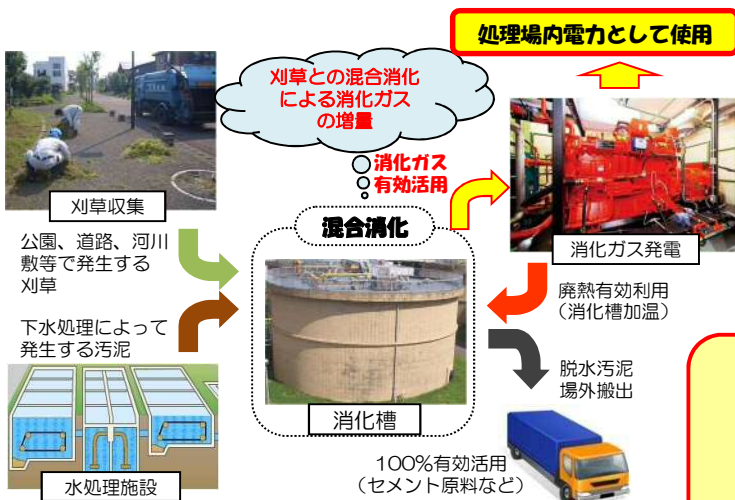 処理場内電力として使用
刈草との混合消化
による消化ガス
の増量
消化ガス
有効活用
刈草収集
混合消化
消化ガス発電
公園、道路、河川
敷等で発生する
刈草
廃熱有効利用
（消化槽加温）
下水処理によって
発生する汚泥
脱水汚泥
場外搬出
消化槽
水処理施設
100%有効活用
（セメント原料など）